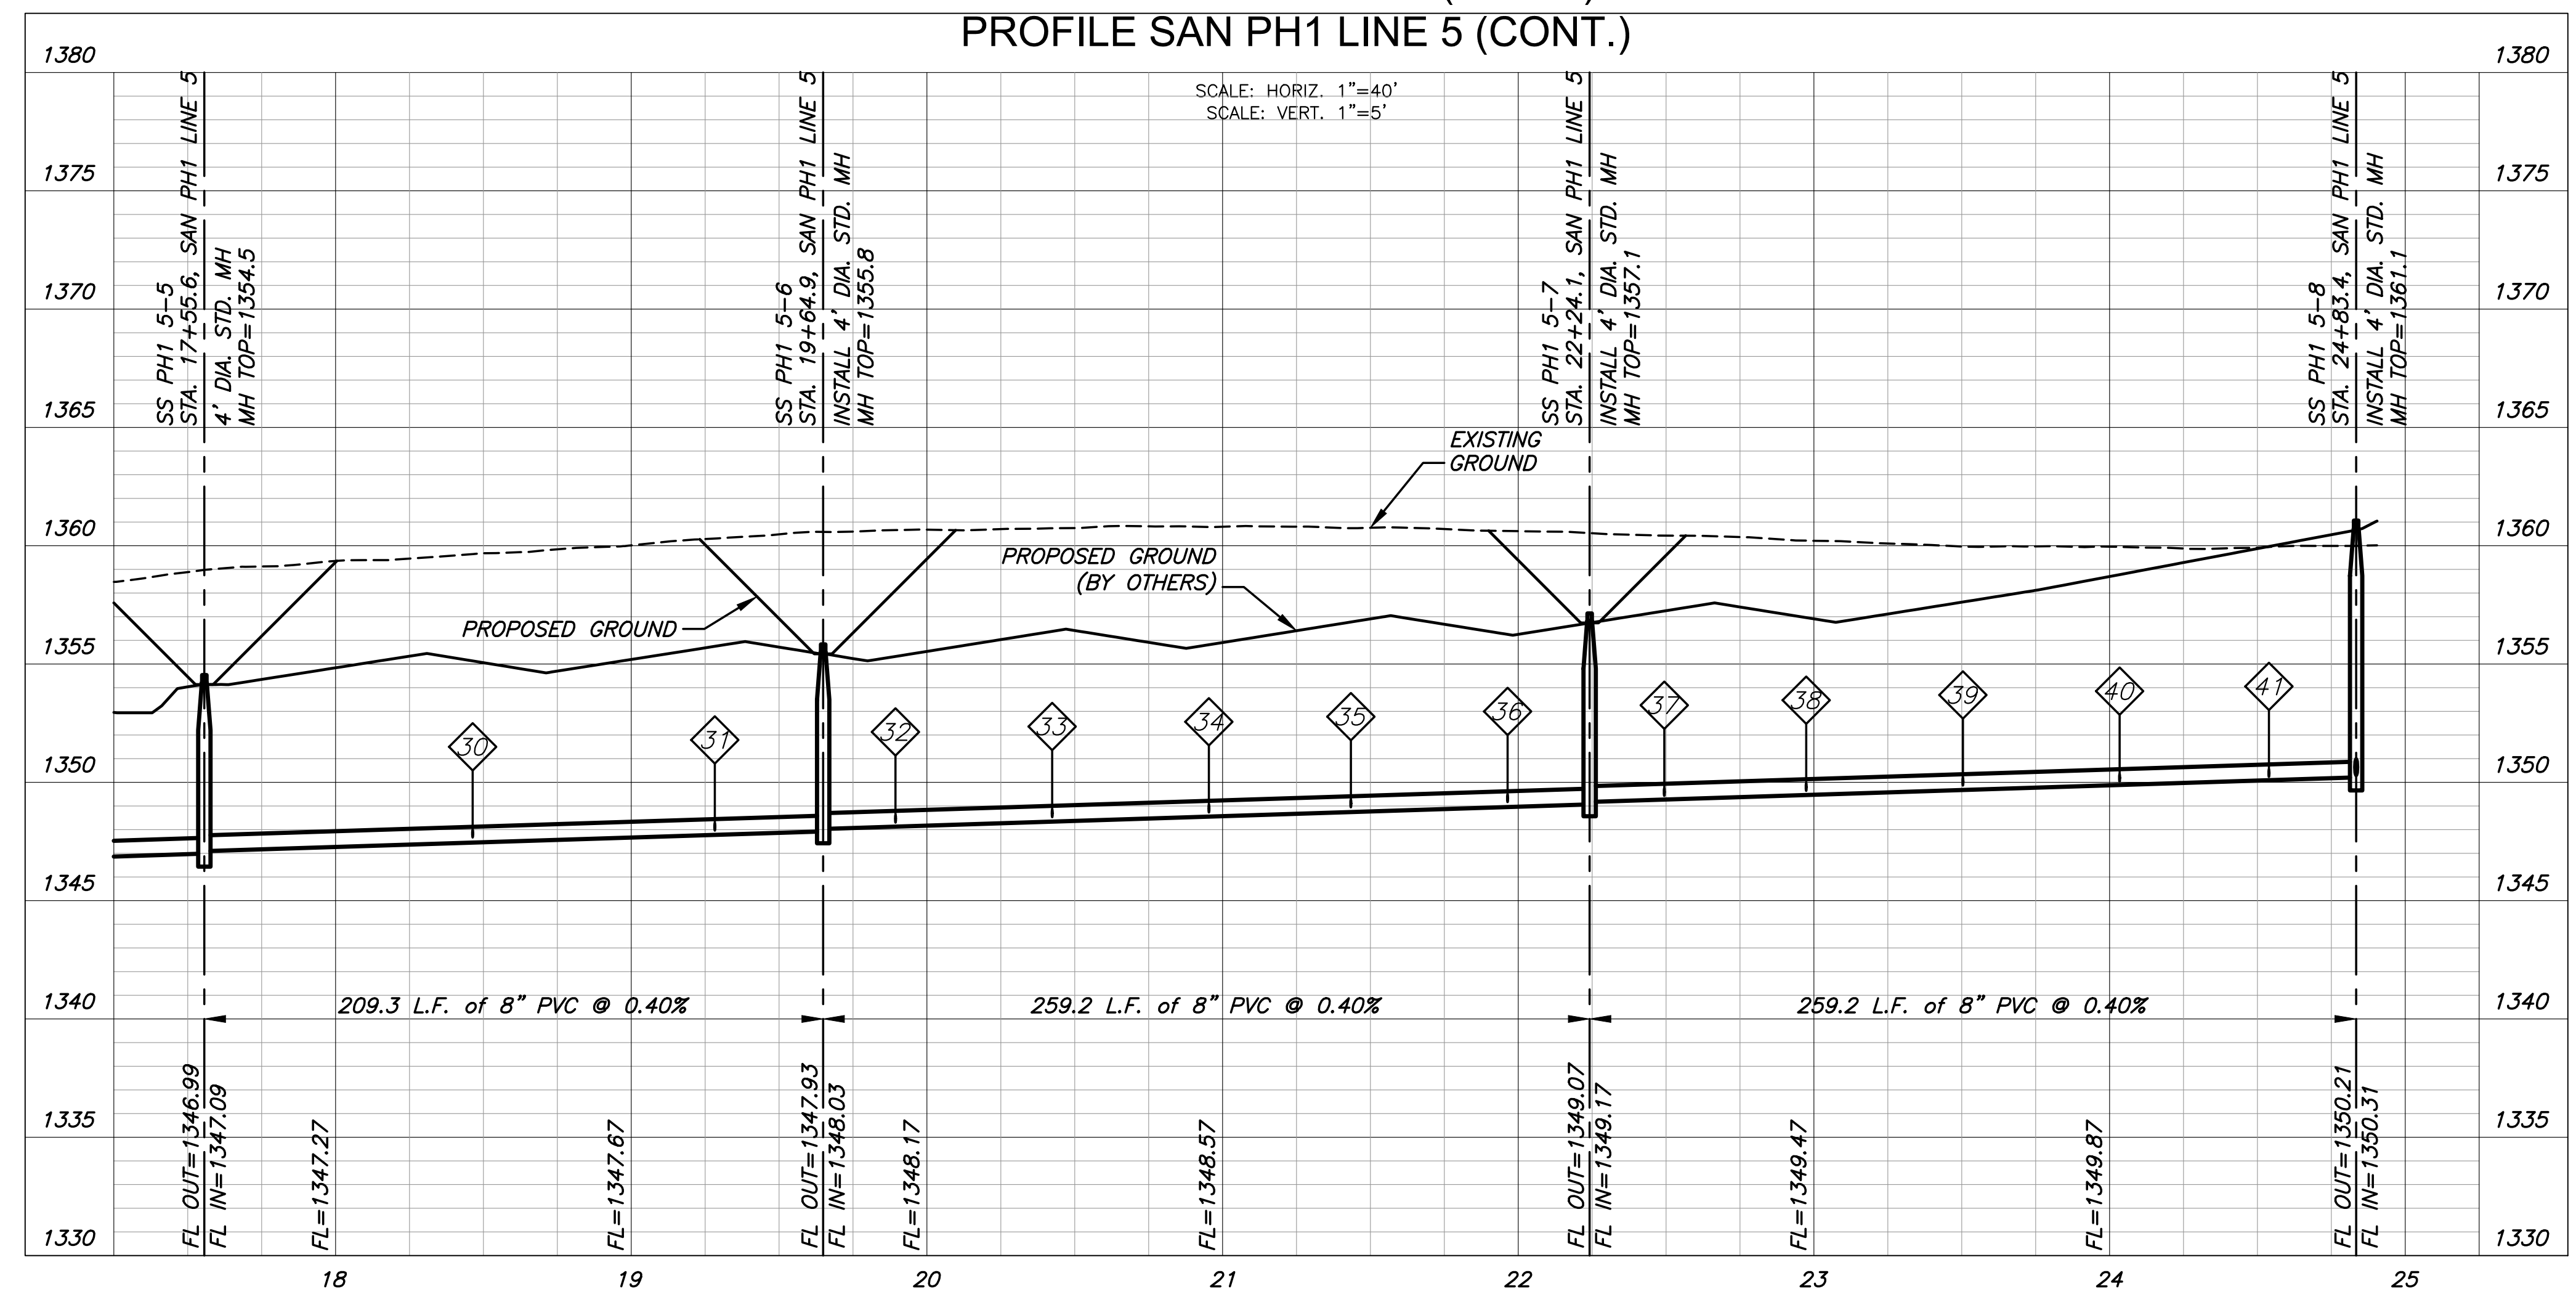 PROFILE SAN PH1 LINE 5 (CONT.)
SCALE: HORIZ. 1"=40'
SCALE: VERT. 1"=5'
1380
1375
1370
1365
1360
1355
1350
1345
1340
1335
1330
1380
1375
1370
1365
1360
1355
1350
1345
1340
1335
1330
SS PH1 5-5
STA. 17+55.6, SAN PH1 LINE 5
4' DIA. STD. MH
MH TOP=1354.5
SS PH1 5-6
STA. 19+64.9, SAN PH1 LINE 5
INSTALL 4' DIA. STD. MH
MH TOP=1355.8
SS PH1 5-7
STA. 22+24.1, SAN PH1 LINE 5
INSTALL 4' DIA. STD. MH
MH TOP=1357.1
SS PH1 5-8
STA. 24+83.4, SAN PH1 LINE 5
INSTALL 4' DIA. STD. MH
MH TOP=1361.1
EXISTING
GROUND
PROPOSED GROUND
(BY OTHERS)
PROPOSED GROUND
30
31
32
33
34
35
36
37
38
39
40
41
209.3 L.F. of 8" PVC @ 0.40%
259.2 L.F. of 8" PVC @ 0.40%
259.2 L.F. of 8" PVC @ 0.40%
FL OUT=1346.99
FL IN=1347.09
FL=1347.27
FL=1347.67
FL OUT=1347.93
FL IN=1348.03
FL=1348.17
FL=1348.57
FL OUT=1349.07
FL IN=1349.17
FL=1349.47
FL=1349.87
FL OUT=1350.21
FL IN=1350.31
18
19
20
21
22
23
24
25